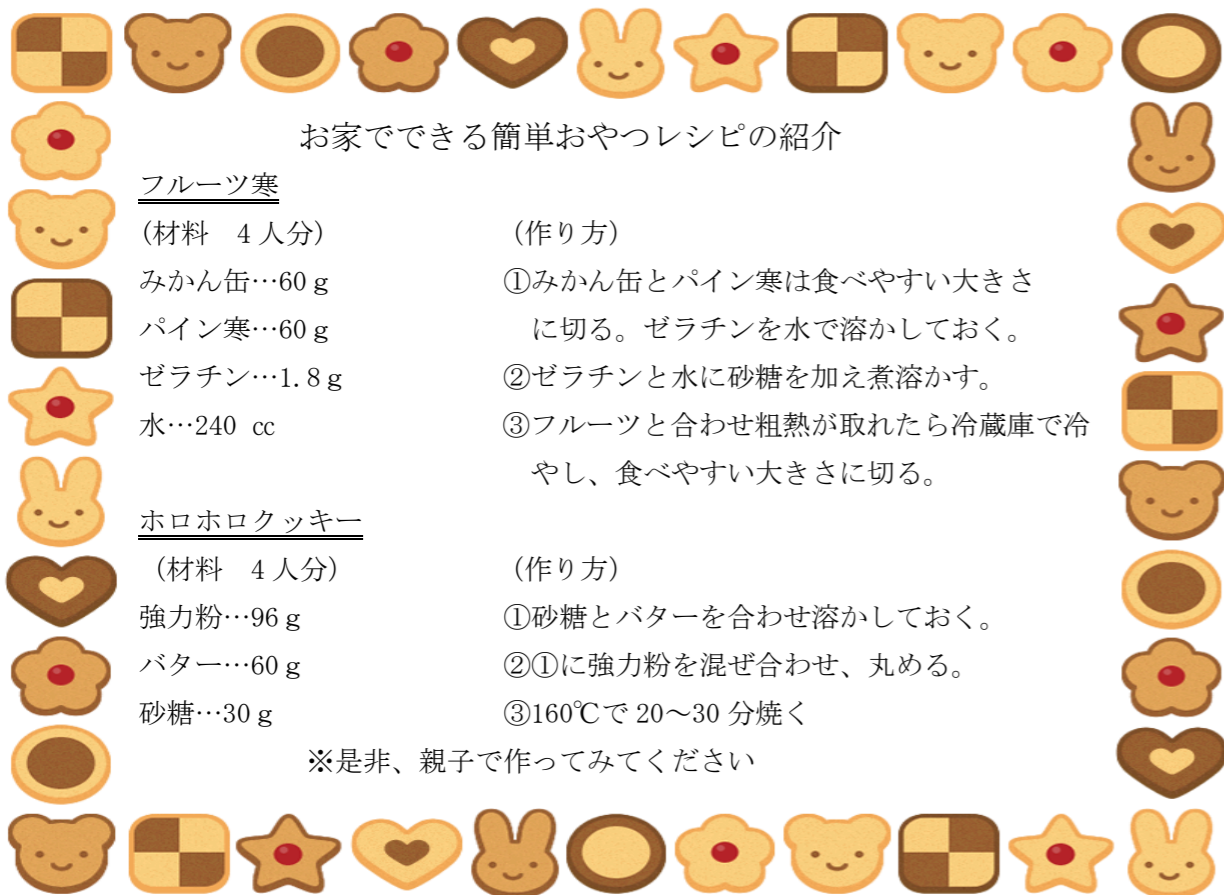 お家でできる簡単おやつレシピの紹介
フルーツ寒
(材料　4人分)　　　　(作り方)
みかん缶…60ｇ　　　　①みかん缶とパイン寒は食べやすい大きさ
パイン寒…60ｇ　　　　に切る。ゼラチンを水で溶かしておく。
ゼラチン…1.8ｇ　　　　②ゼラチンと水に砂糖を加え煮溶かす。
水…240 ㏄　　　　③フルーツと合わせ粗熱が取れたら冷蔵庫で冷
やし、食べやすい大きさに切る。
ホロホロクッキー
(材料　4人分)　　　　(作り方)
強力粉…96ｇ　　　　①砂糖とバターを合わせ溶かしておく。
バター…60ｇ　　　　②①に強力粉を混ぜ合わせ、丸める。
砂糖…30ｇ　　　　③160℃で 20～30 分焼く
※是非、親子で作ってみてください